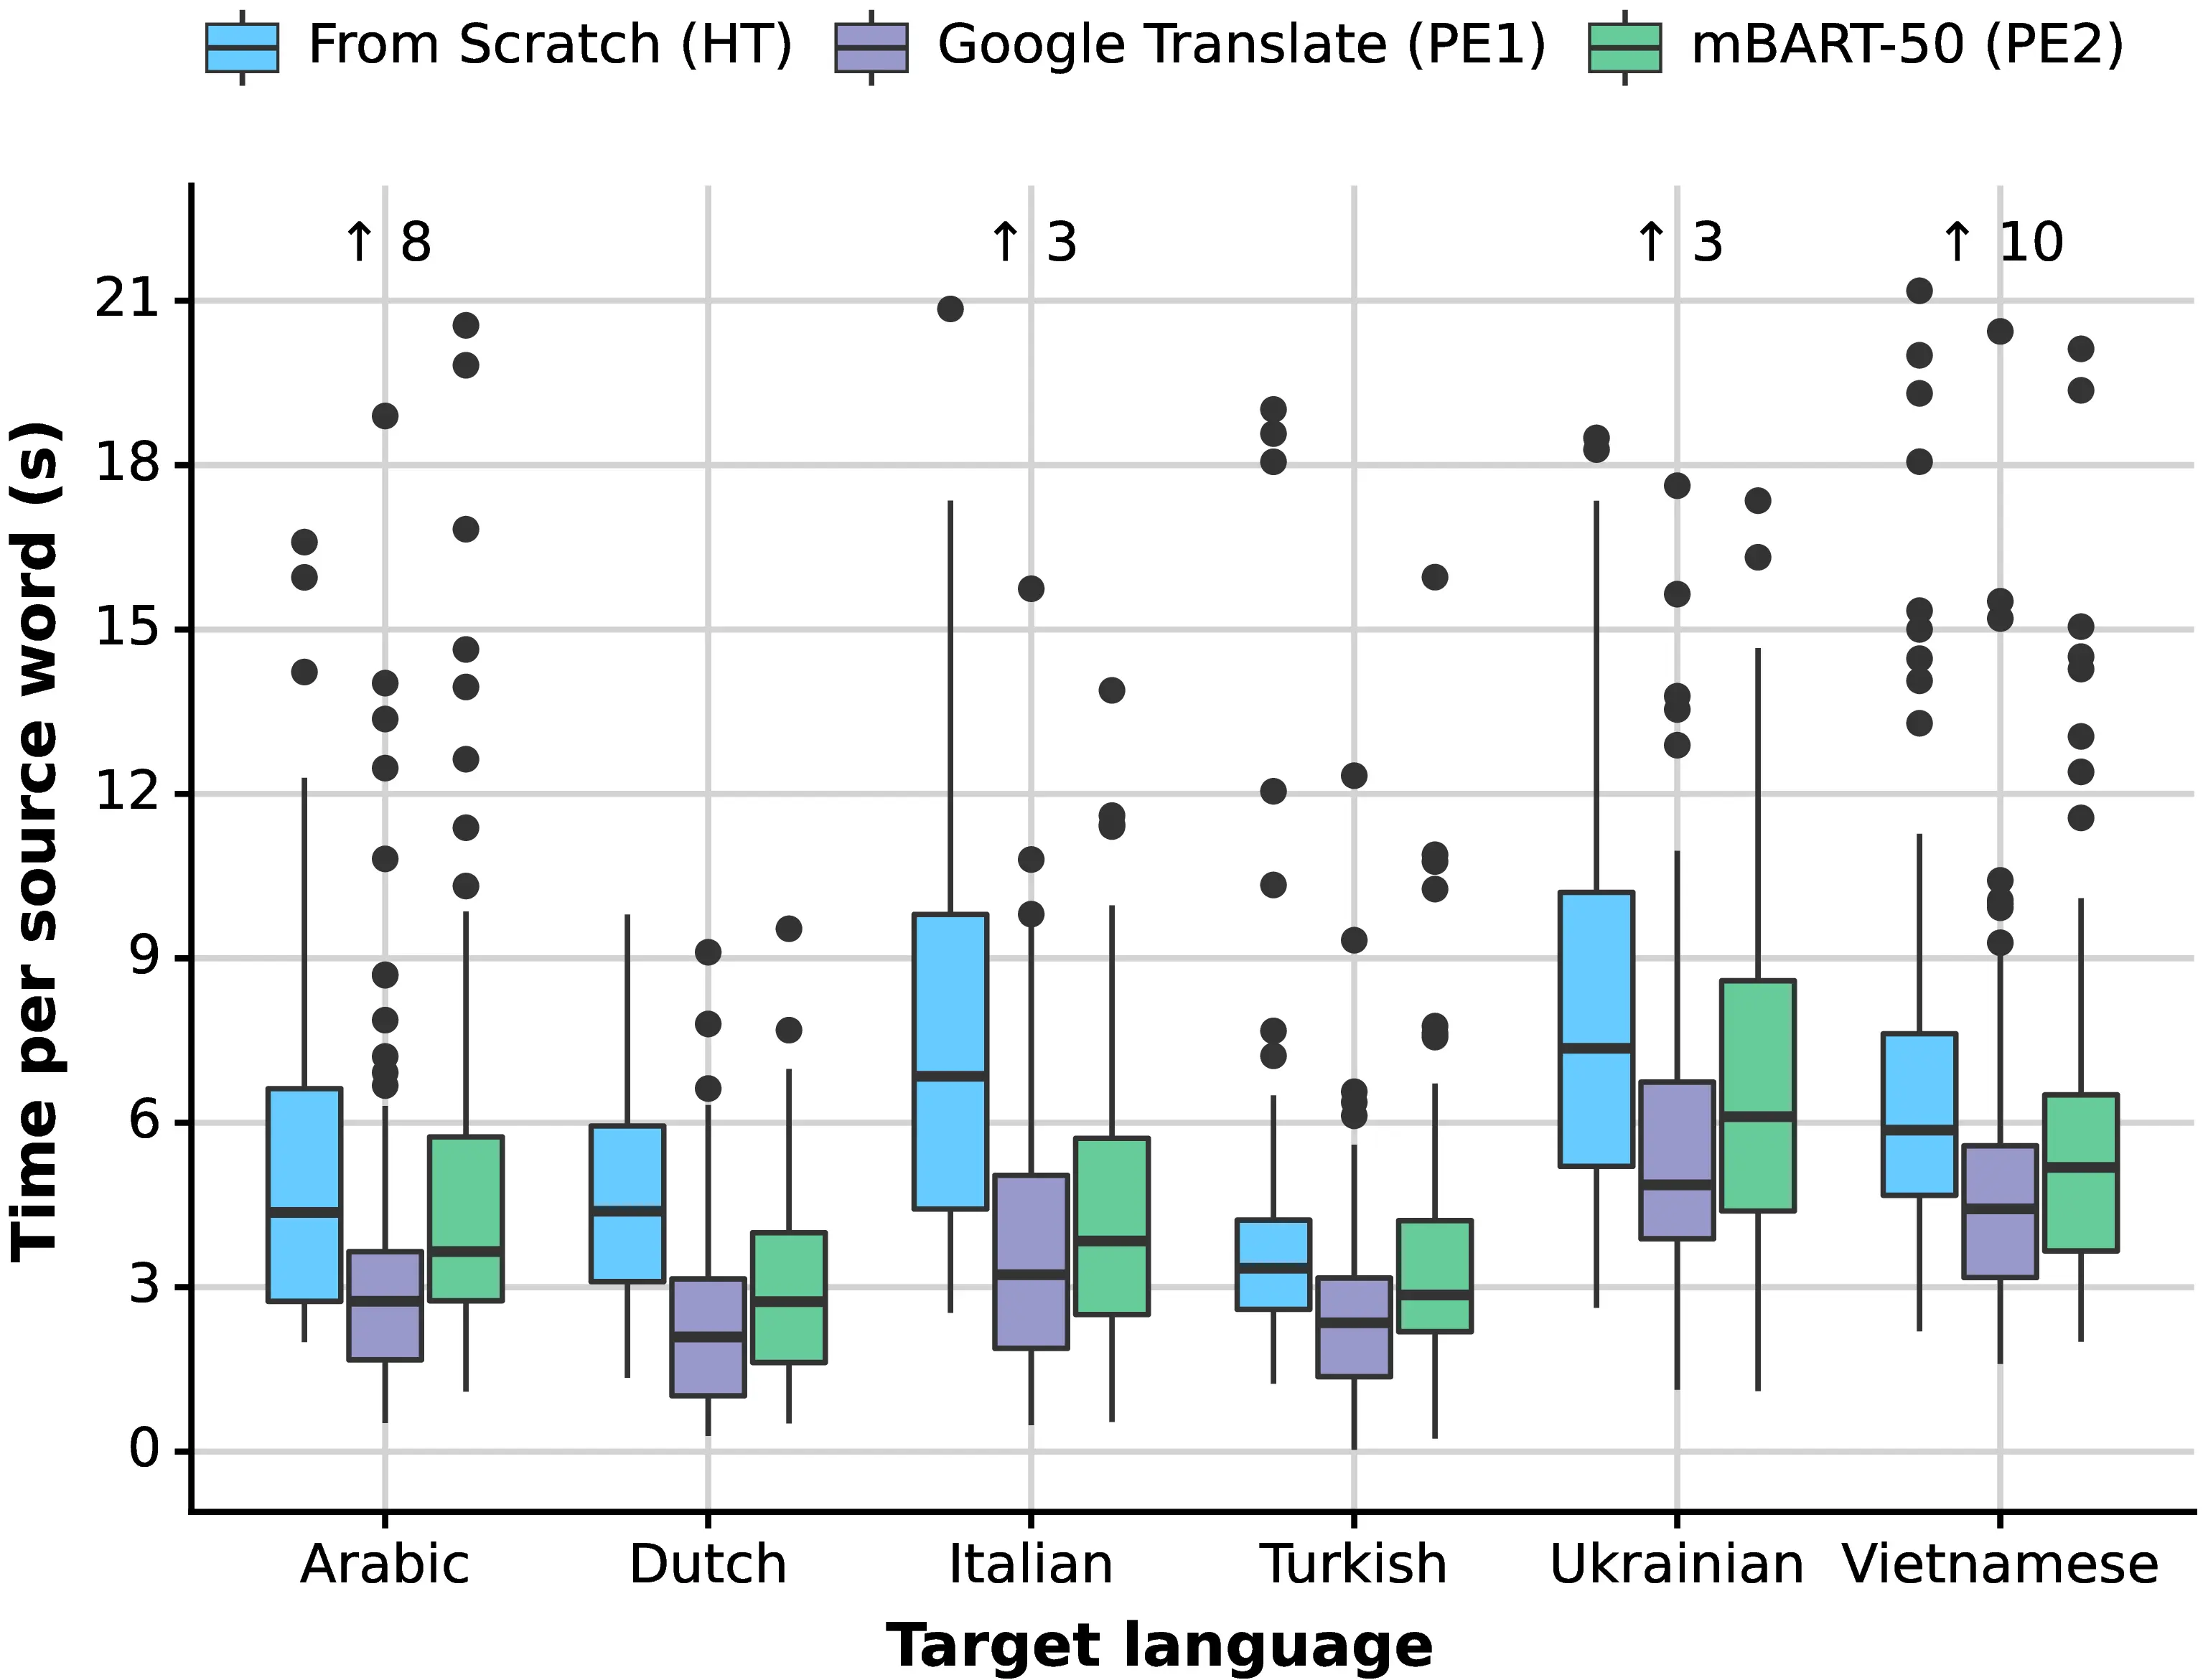 From Scratch (HT) Google Translate (PE1) mBART-50 (PE2)
↑ 8 ↑ 3 ↑ 3 ↑ 10
21
18
15
12
9
6
3
0
Time per source word (s)
Arabic Dutch Italian Turkish Ukrainian Vietnamese
Target language